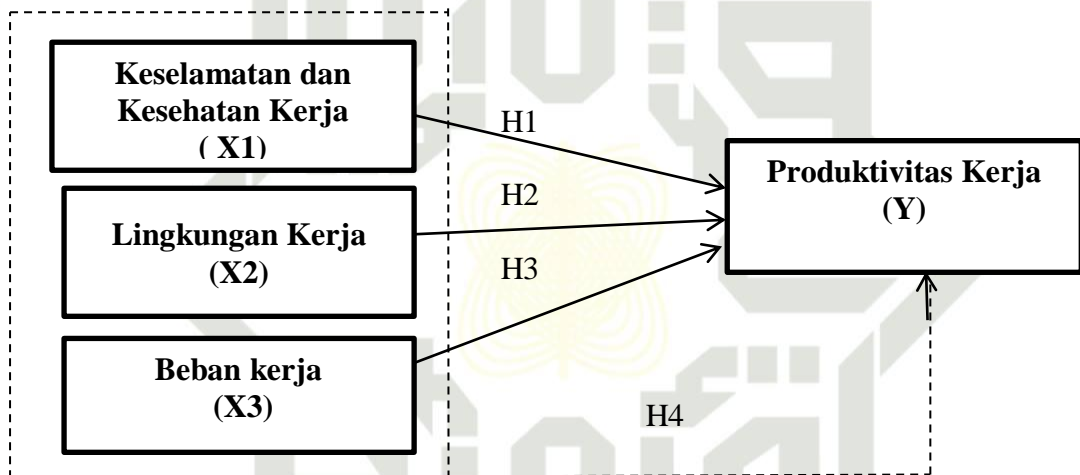 Keselamatan dan
Kesehatan Kerja
( X1)
H1
Produktivitas Kerja
(Y)
H2
Lingkungan Kerja
(X2)
H3
Beban kerja
(X3)
H4